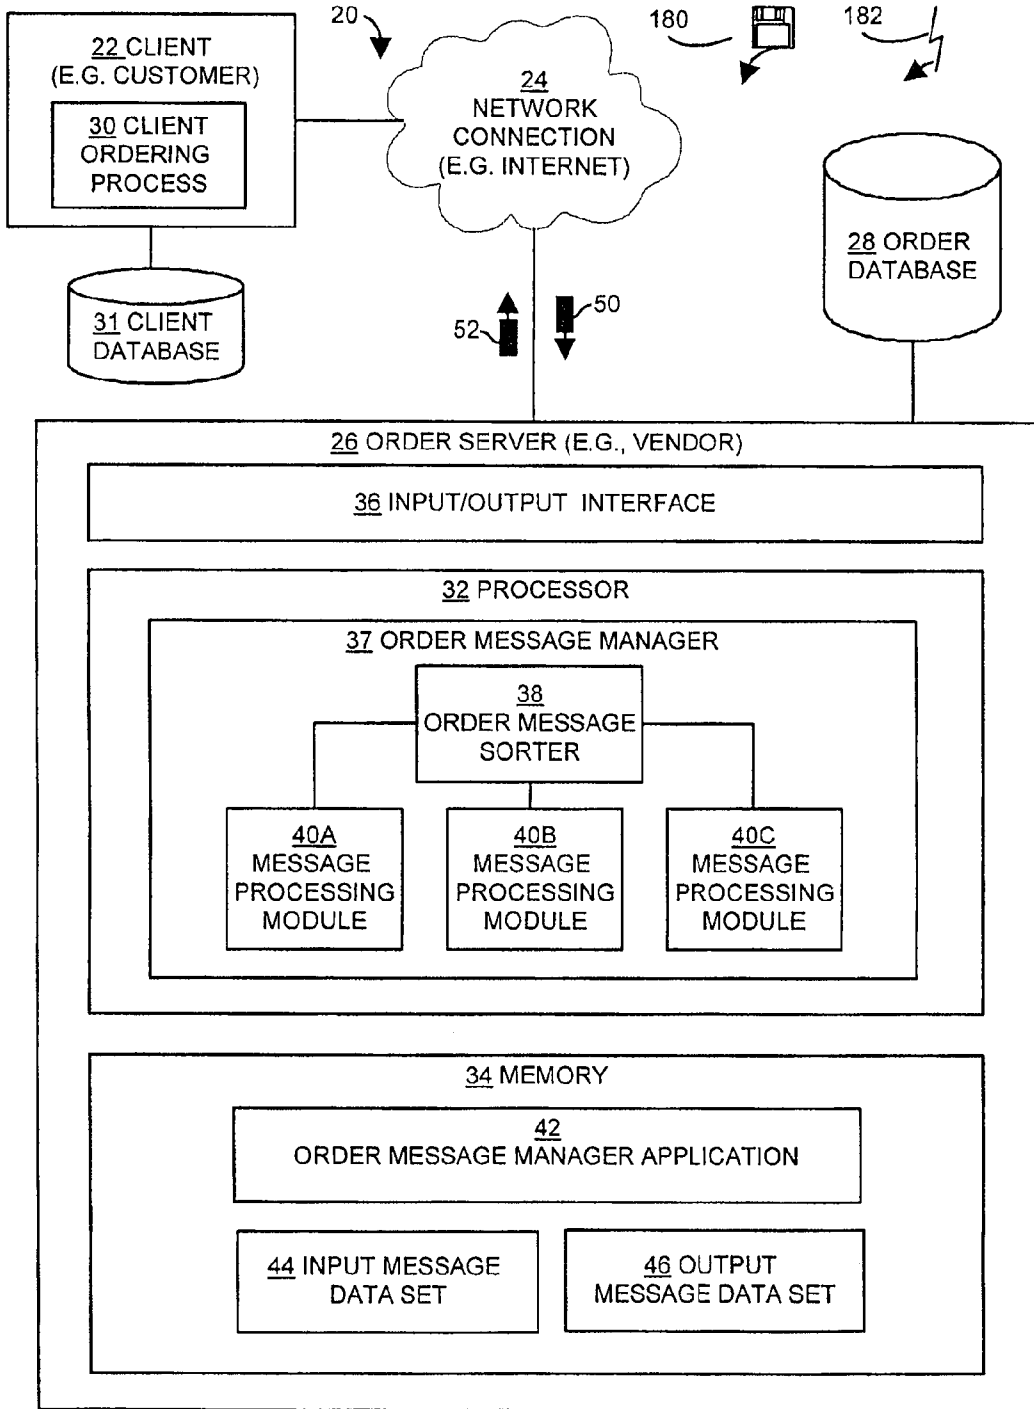 20
180
182
22 CLIENT
(E.G. CUSTOMER)
30 CLIENT
ORDERING
PROCESS
24
NETWORK
CONNECTION
(E.G. INTERNET)
28 ORDER
DATABASE
31 CLIENT
DATABASE
52
50
26 ORDER SERVER (E.G., VENDOR)
36 INPUT/OUTPUT INTERFACE
32 PROCESSOR
37 ORDER MESSAGE MANAGER
38
ORDER MESSAGE
SORTER
40A
MESSAGE
PROCESSING
MODULE
40B
MESSAGE
PROCESSING
MODULE
40C
MESSAGE
PROCESSING
MODULE
34 MEMORY
42
ORDER MESSAGE MANAGER APPLICATION
44 INPUT MESSAGE
DATA SET
46 OUTPUT
MESSAGE DATA SET